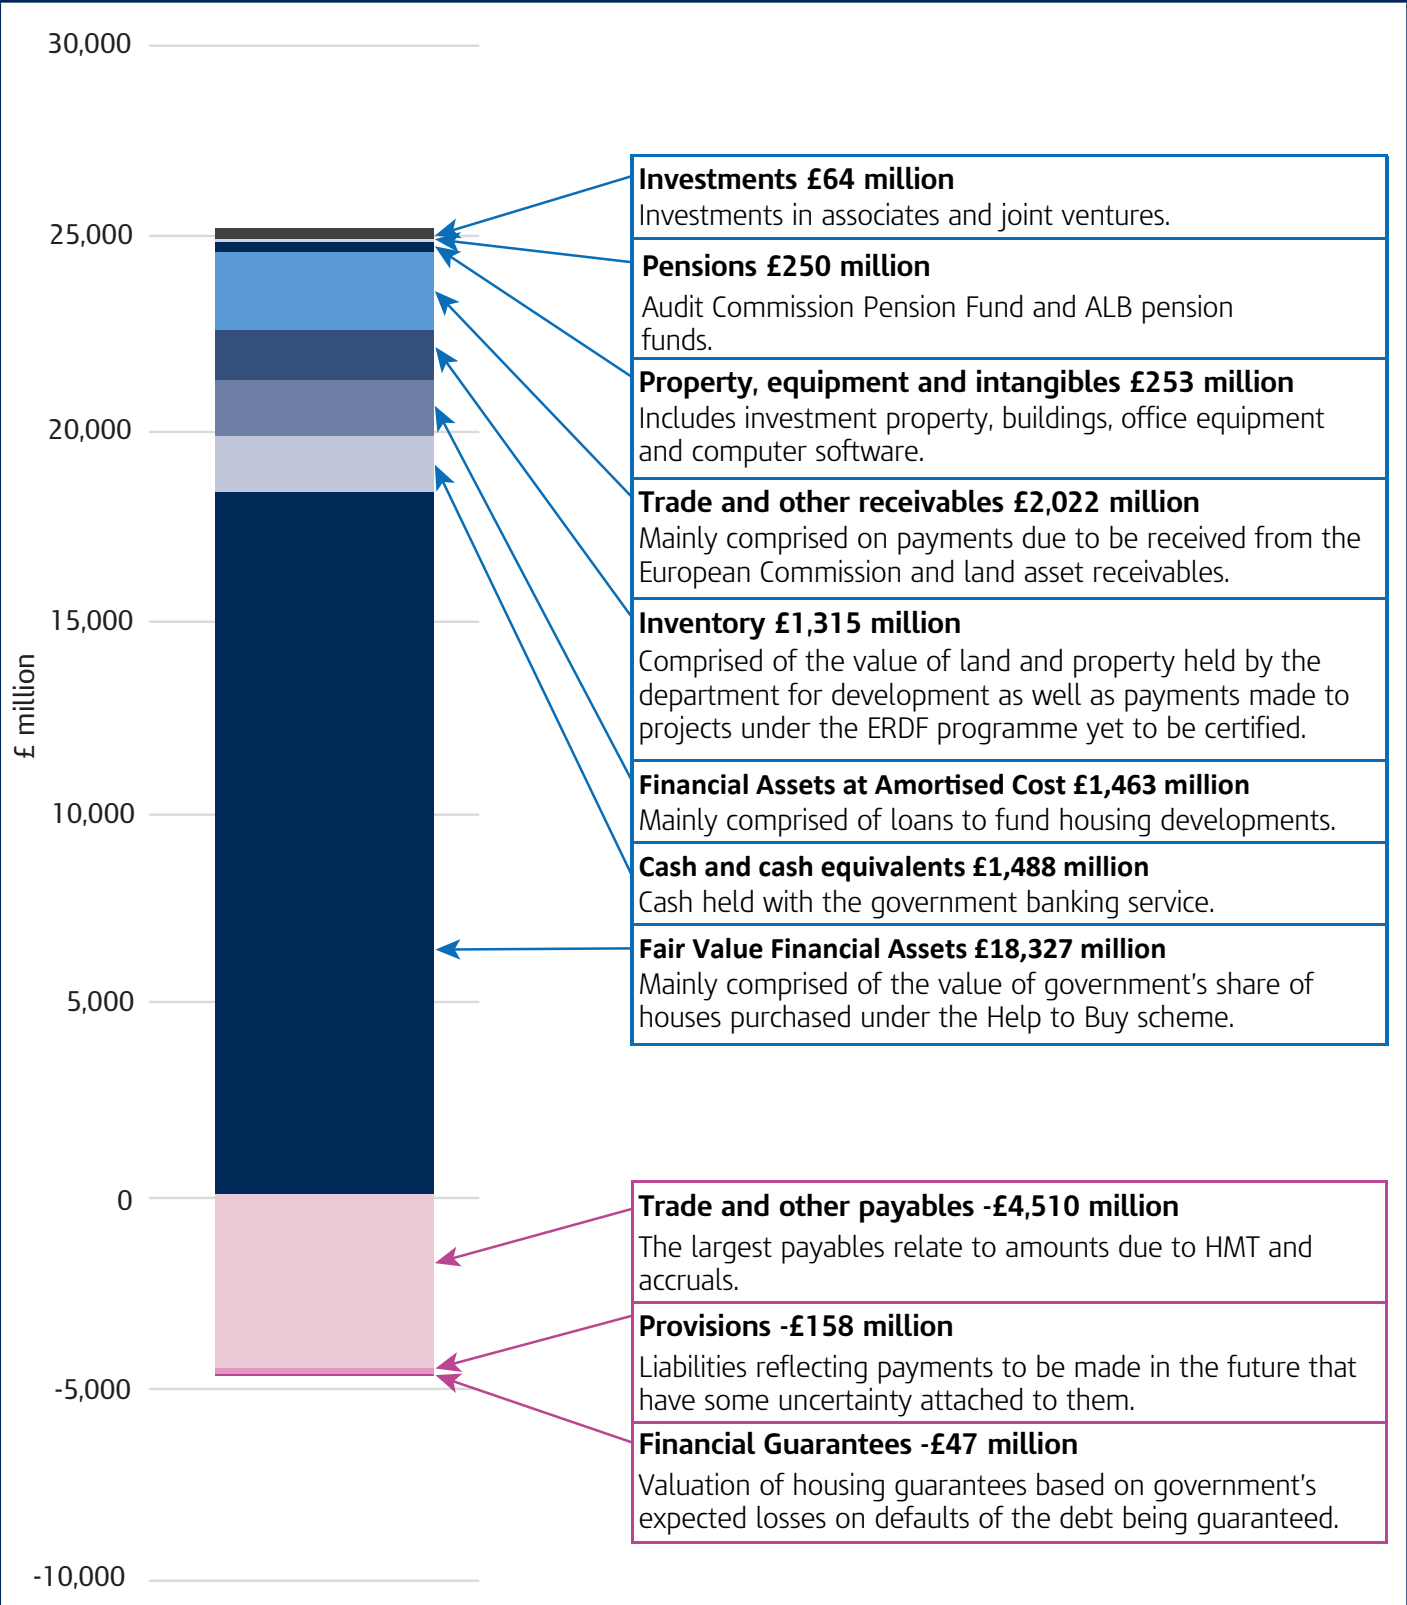 30,000
25,000
20,000
15,000
10,000
5,000
0
-5,000
-10,000
£ million
Investments £64 million
Investments in associates and joint ventures.
Pensions £250 million
Audit Commission Pension Fund and ALB pension
funds.
Property, equipment and intangibles £253 million
Includes investment property, buildings, office equipment
and computer software.
Trade and other receivables £2,022 million
Mainly comprised on payments due to be received from the
European Commission and land asset receivables.
Inventory £1,315 million
Comprised of the value of land and property held by the
department for development as well as payments made to
projects under the ERDF programme yet to be certified.
Financial Assets at Amortised Cost £1,463 million
Mainly comprised of loans to fund housing developments.
Cash and cash equivalents £1,488 million
Cash held with the government banking service.
Fair Value Financial Assets £18,327 million
Mainly comprised of the value of government's share of
houses purchased under the Help to Buy scheme.
Trade and other payables -£4,510 million
The largest payables relate to amounts due to HMT and
accruals.
Provisions -£158 million
Liabilities reflecting payments to be made in the future that
have some uncertainty attached to them.
Financial Guarantees -£47 million
Valuation of housing guarantees based on government's
expected losses on defaults of the debt being guaranteed.